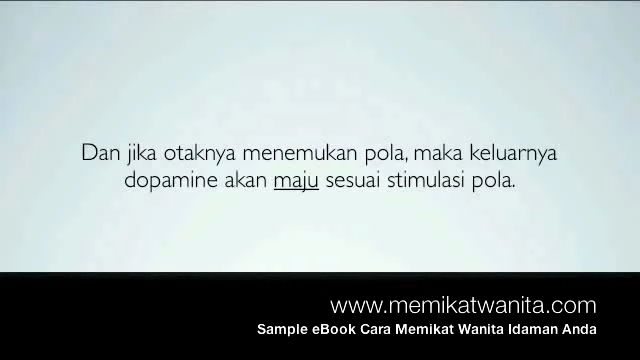 Dan jika otaknya menemukan pola, maka keluarnya
dopamine akan maju sesuai stimulasi pola.
www.memikatwanita.com
Sample eBook Cara Memikat Wanita Idaman Anda